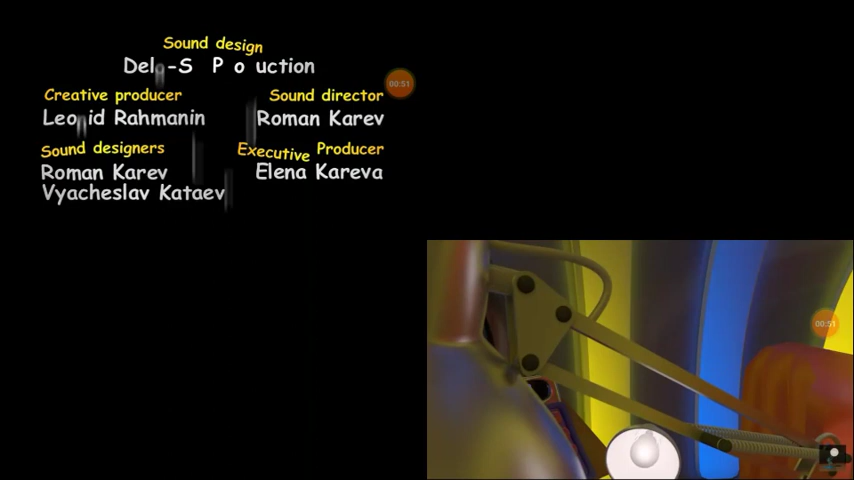 Sound design
Creative producer
Sound director
Rahmanin
Roman Karev
Sound designers
Executive Producer
Roman Karev
Elena Kareva
Vyacheslav Kataev
00:51
00:51